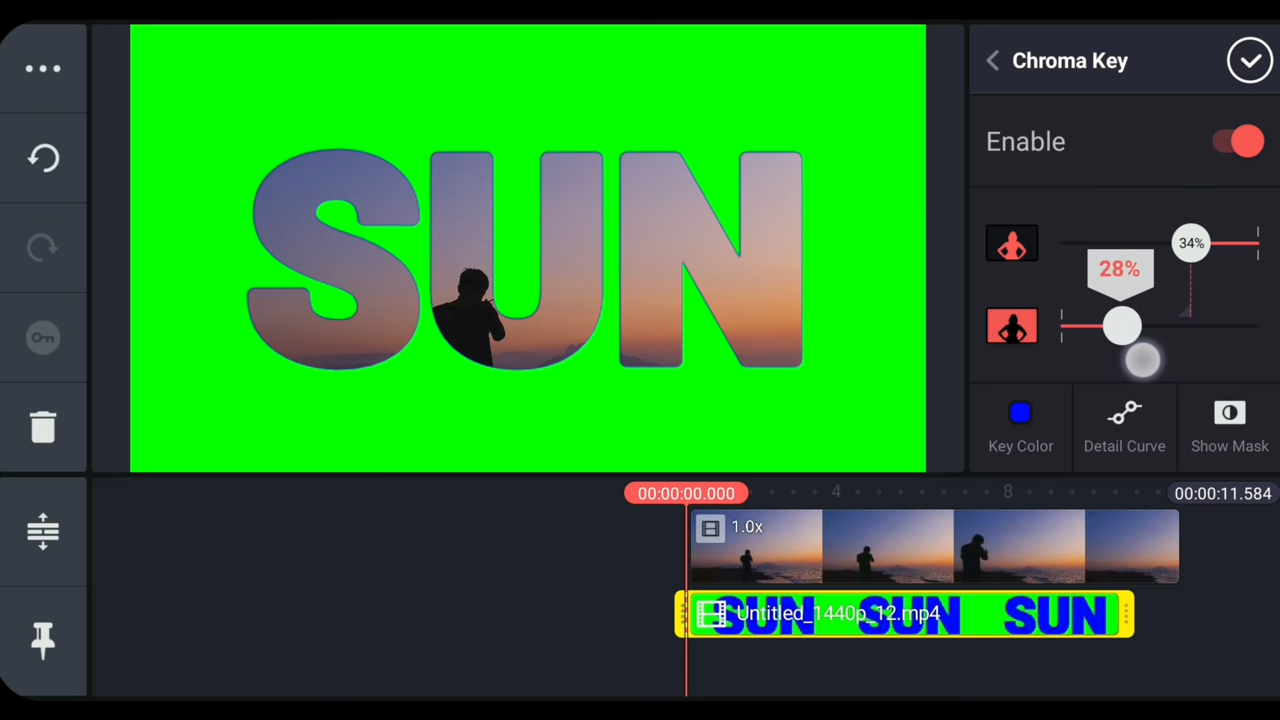 Chroma Key
Enable
SUN
34%
28%
Key Color
Detail Curve
Show Mask
00:00:00.000
4
8
00:00:11.584
1.0x
SUN SUN SUN
Untitled_1440p_12.mp4